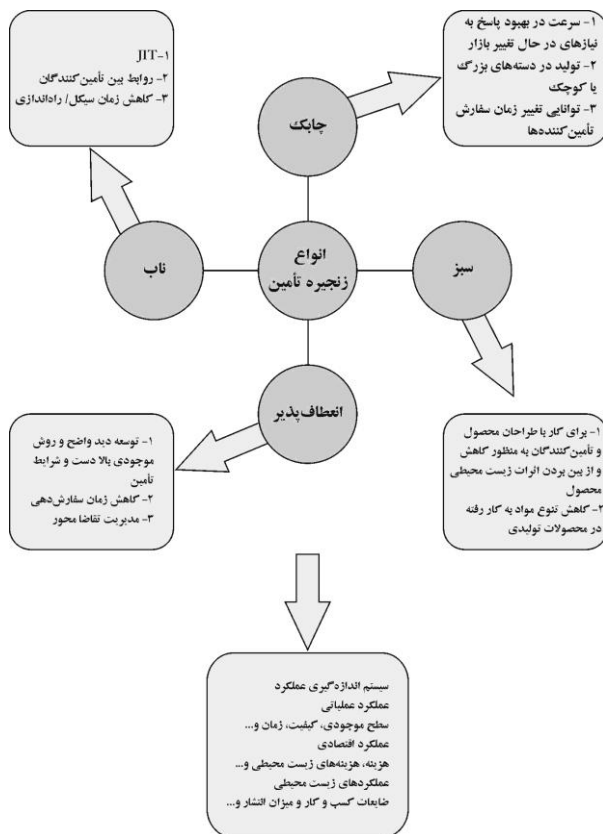 ۱- سرعت در بهبود پاسخ به
نیازهای در حال تغییر بازار
۲- تولید در دسته‌های بزرگ
یا کوچک
۳- توانایی تغییر زمان سفارش
تأمین‌کننده‌ها
۱-JIT
۲- روابط بین تأمین‌کنندگان
۳- کاهش زمان سیکل/ راه‌اندازی
چابک
سبز
انواع
زنجیره تأمین
ناب
انعطاف‌پذیر
۱- برای کار با طراحان محصول
و تأمین‌کنندگان به منظور کاهش
و از بین بردن اثرات زیست محیطی
محصول
۲- کاهش تنوع مواد به کار رفته
در محصولات تولیدی
۱- توسعه دید واضح و روش
موجودی بالا دست و شرایط
تأمین
۲- کاهش زمان سفارش‌دهی
۳- مدیریت تقاضا محور
سیستم اندازه‌گیری عملکرد
عملکرد عملیاتی
سطح موجودی، کیفیت، زمان و...
عملکرد اقتصادی
هزینه، هزینه‌های زیست محیطی و...
عملکردهای زیست محیطی
ضایعات کسب و کار و میزان انتشار و...